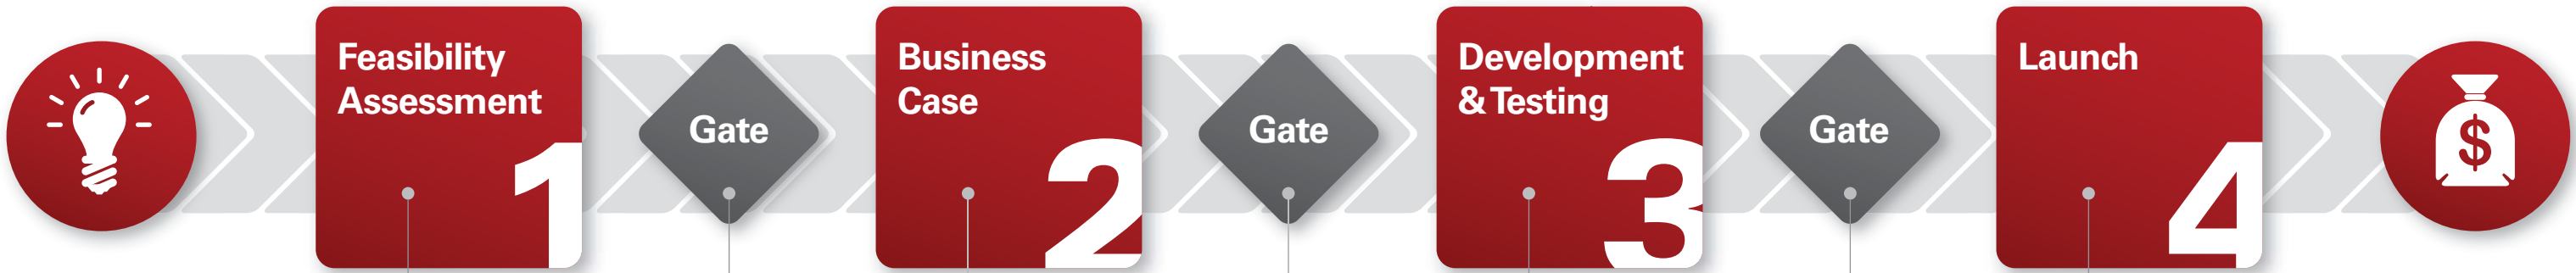 Feasibility
Assessment
1
Gate
Business
Case
2
Gate
Development
& Testing
3
Gate
Launch
4
$